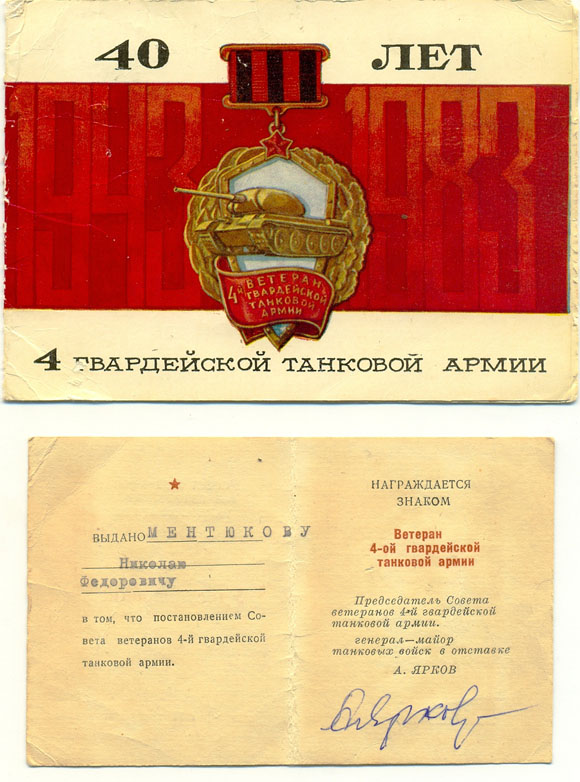 40 ЛЕТ
1943 1983
4й ВЕТЕРАН
ГВАРДЕЙСКОЙ
ТАНКОВОЙ
АРМИИ
4 ГВАРДЕЙСКОЙ ТАНКОВОЙ АРМИИ
ВЫДАНО МЕНТЮКОВУ
Николаю
Федоровичу
в том, что постановлением Со-
вета ветеранов 4-й гвардейской
танковой армии.
НАГРАЖДАЕТСЯ
ЗНАКОМ
Ветеран
4-ой гвардейской
танковой армии
Председатель Совета
ветеранов 4-й гвардейской
танковой армии.
генерал—майор
танковых войск в отставке
А. ЯРКОВ